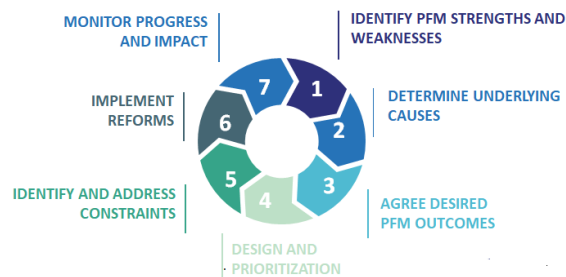 IDENTIFY PFM STRENGTHS AND
WEAKNESSES
DETERMINE UNDERLYING
CAUSES
AGREE DESIRED
PFM OUTCOMES
DESIGN AND
PRIORITIZATION
IDENTIFY AND ADDRESS
CONSTRAINTS
IMPLEMENT
REFORMS
MONITOR PROGRESS
AND IMPACT
1
2
3
4
5
6
7